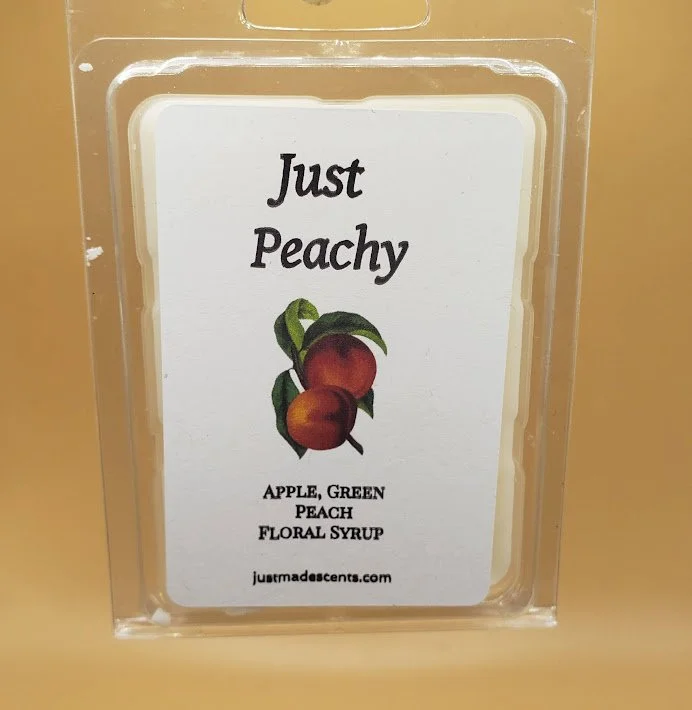 Just
Peachy
APPLE, GREEN
PEACH
FLORAL SYRUP
justmadescents.com